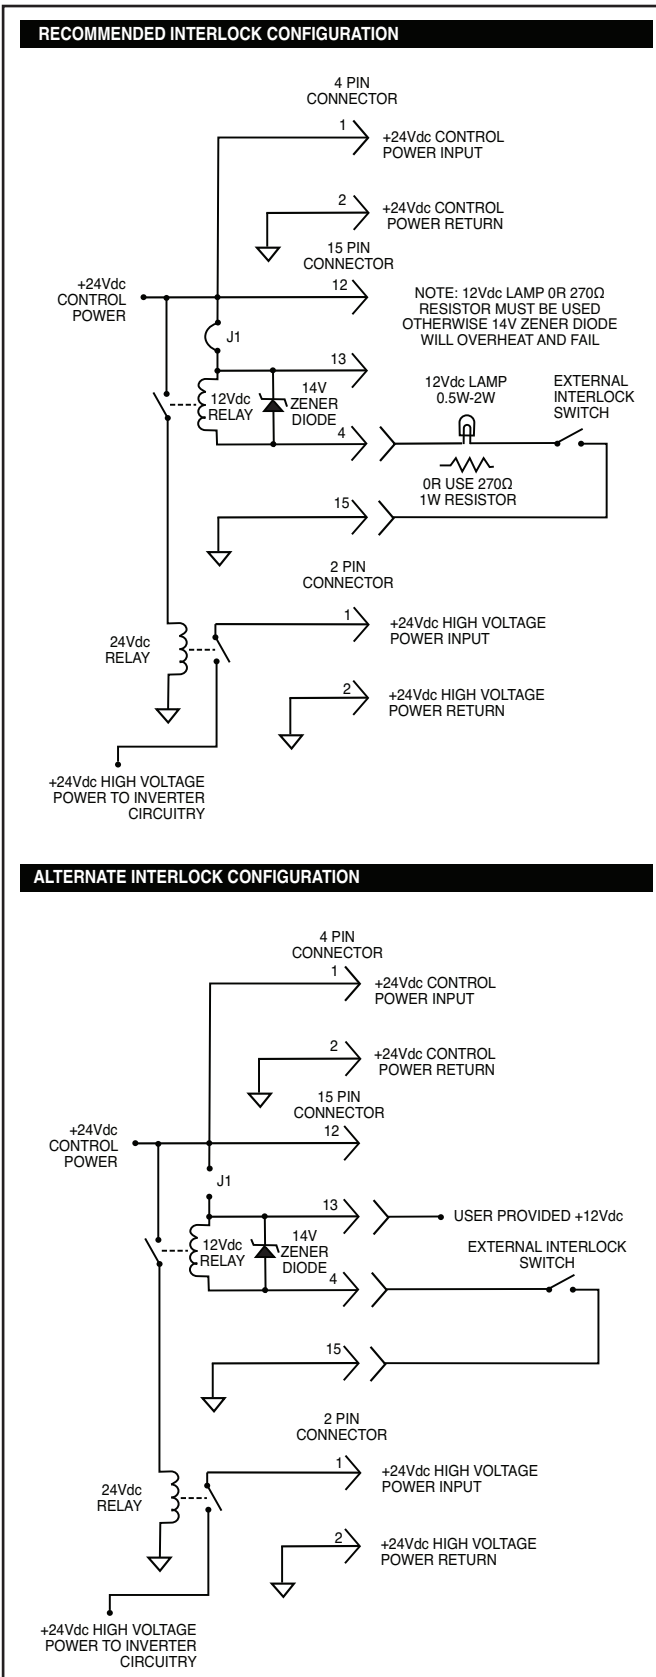 RECOMMENDED INTERLOCK CONFIGURATION
4 PIN
CONNECTOR
1
+24Vdc CONTROL
POWER INPUT
2
+24Vdc CONTROL
POWER RETURN
15 PIN
CONNECTOR
+24Vdc
CONTROL
POWER
12
NOTE: 12Vdc LAMP 0R 270Ω
RESISTOR MUST BE USED
OTHERWISE 14V ZENER DIODE
WILL OVERHEAT AND FAIL
J1
13
12Vdc
RELAY
14V
ZENER
DIODE
12Vdc LAMP
0.5W-2W
EXTERNAL
INTERLOCK
SWITCH
4
0R USE 270Ω
1W RESISTOR
15
2 PIN
CONNECTOR
1
+24Vdc HIGH VOLTAGE
POWER INPUT
24Vdc
RELAY
2
+24Vdc HIGH VOLTAGE
POWER RETURN
+24Vdc HIGH VOLTAGE
POWER TO INVERTER
CIRCUITRY
ALTERNATE INTERLOCK CONFIGURATION
4 PIN
CONNECTOR
1
+24Vdc CONTROL
POWER INPUT
2
+24Vdc CONTROL
POWER RETURN
15 PIN
CONNECTOR
+24Vdc
CONTROL
POWER
12
J1
13
USER PROVIDED +12Vdc
12Vdc
RELAY
14V
ZENER
DIODE
EXTERNAL INTERLOCK
SWITCH
4
15
2 PIN
CONNECTOR
1
+24Vdc HIGH VOLTAGE
POWER INPUT
24Vdc
RELAY
2
+24Vdc HIGH VOLTAGE
POWER RETURN
+24Vdc HIGH VOLTAGE
POWER TO INVERTER
CIRCUITRY